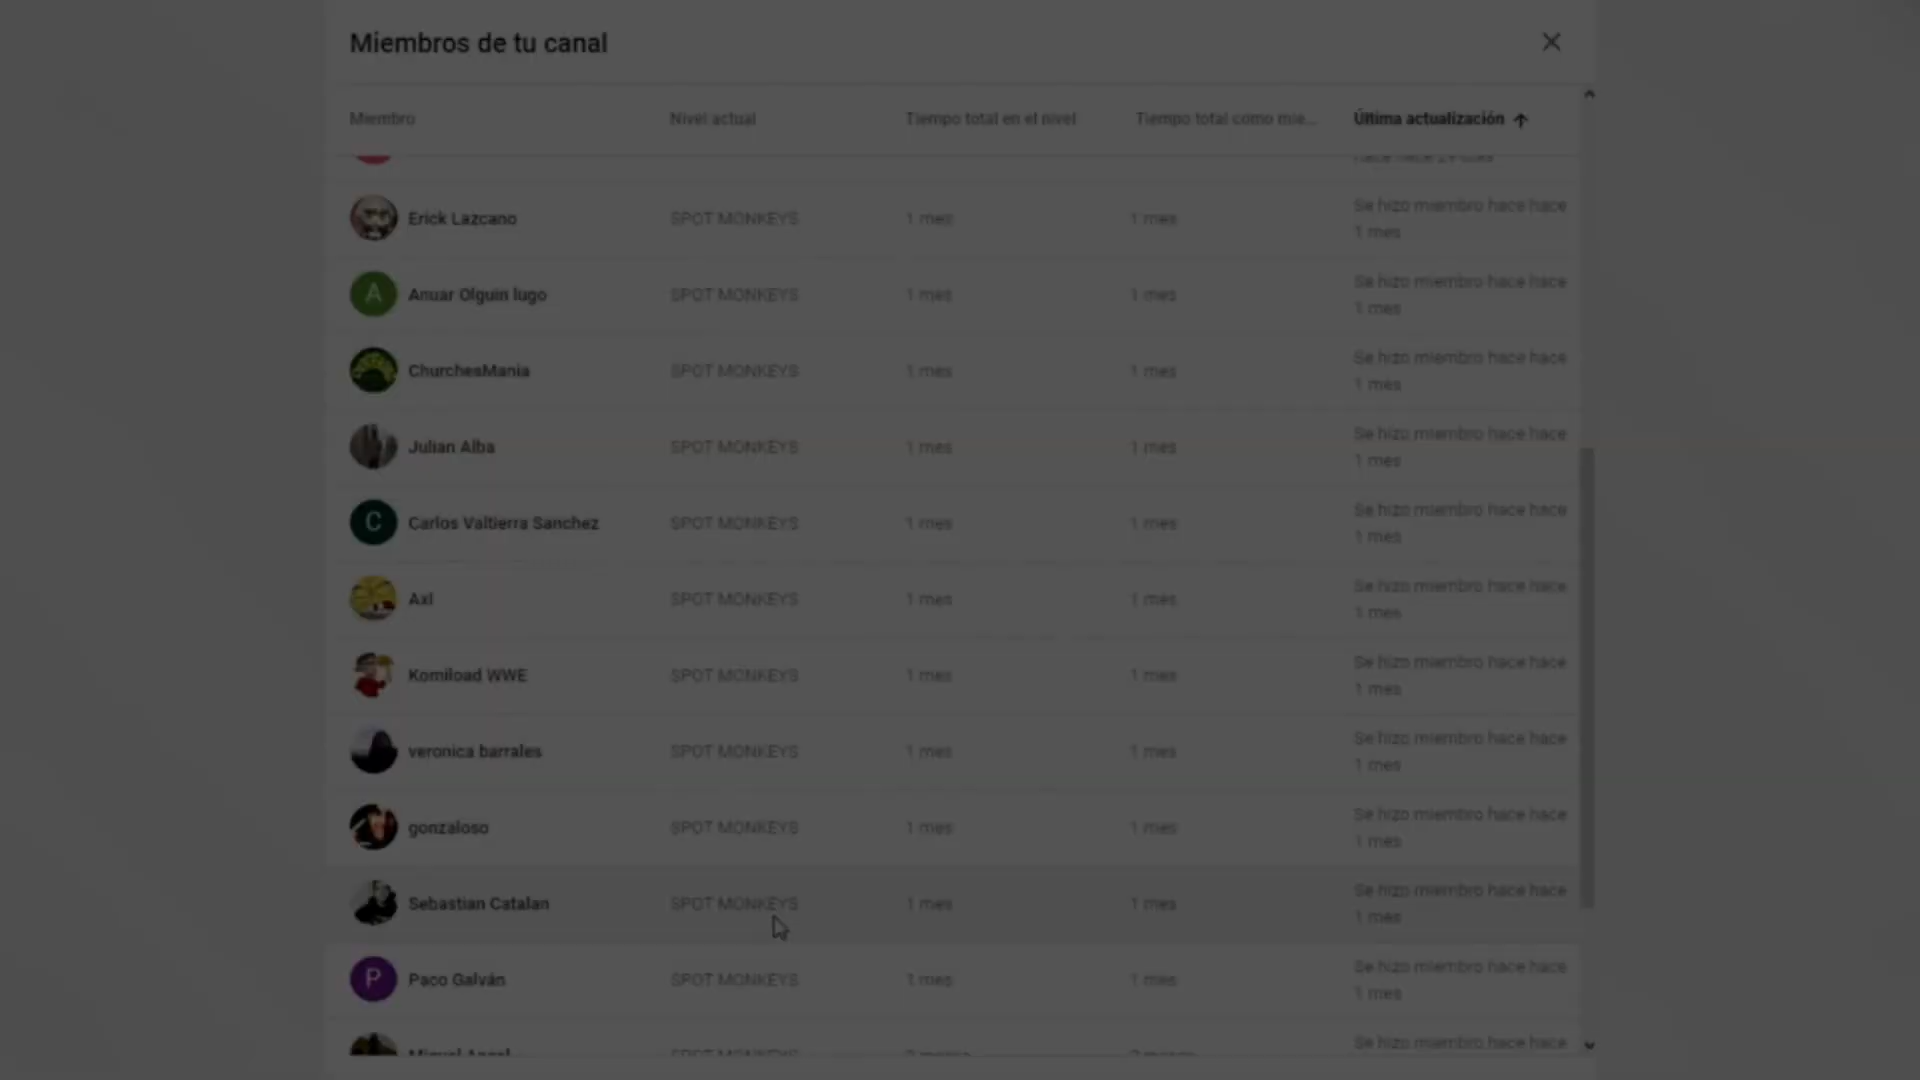 Miembros de tu canal
Miembro Nivel actual Tiempo total en el nivel Tiempo total como mie... Última actualización
Erick Lazcano SPOT MONKEYS 1 mes 1 mes Se hizo miembro hace hace
1 mes
A Anuar Olguin lugo SPOT MONKEYS 1 mes 1 mes Se hizo miembro hace hace
1 mes
ChurchesMania SPOT MONKEYS 1 mes 1 mes Se hizo miembro hace hace
1 mes
Julian Alba SPOT MONKEYS 1 mes 1 mes Se hizo miembro hace hace
1 mes
C Carlos Valtierra Sanchez SPOT MONKEYS 1 mes 1 mes Se hizo miembro hace hace
1 mes
Axl SPOT MONKEYS 1 mes 1 mes Se hizo miembro hace hace
1 mes
Komiload WWE SPOT MONKEYS 1 mes 1 mes Se hizo miembro hace hace
1 mes
veronica barrales SPOT MONKEYS 1 mes 1 mes Se hizo miembro hace hace
1 mes
gonzaloso SPOT MONKEYS 1 mes 1 mes Se hizo miembro hace hace
1 mes
Sebastian Catalan SPOT MONKEYS 1 mes 1 mes Se hizo miembro hace hace
1 mes
P Paco Galván SPOT MONKEYS 1 mes 1 mes Se hizo miembro hace hace
1 mes
Miguel Angel SPOT MONKEYS Se hizo miembro hace hace